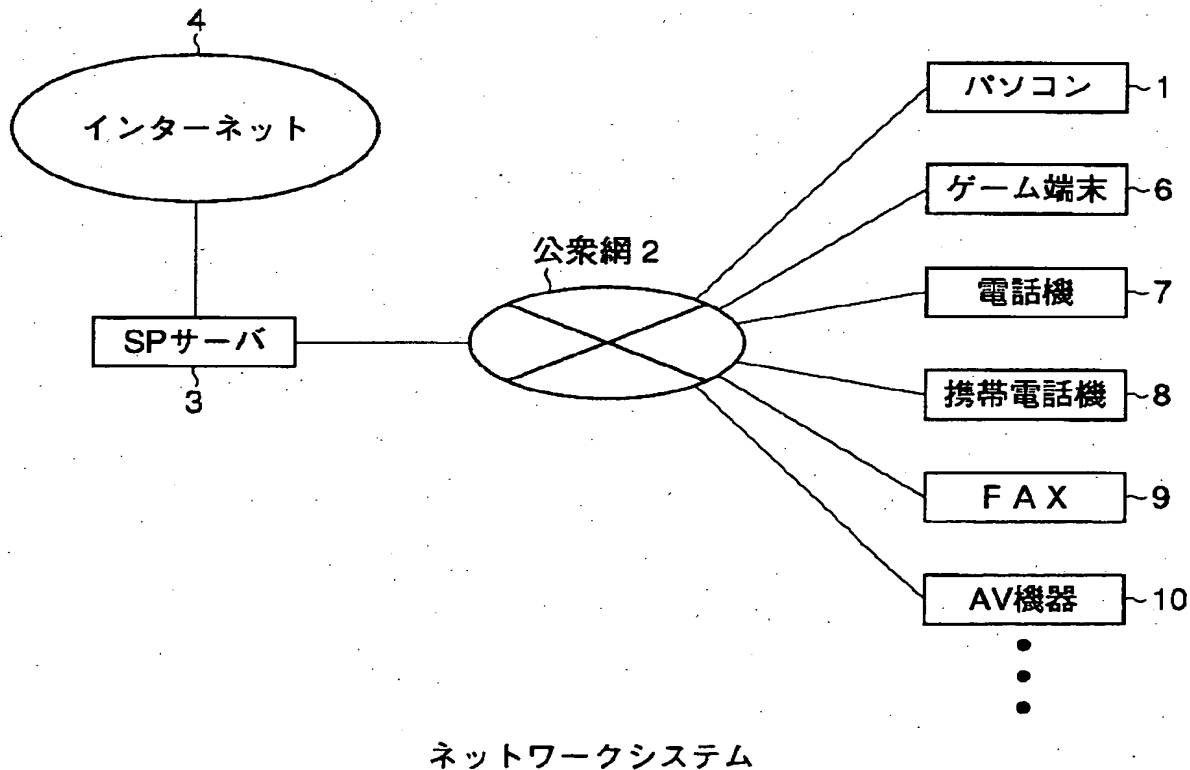 4
インターネット
SPサーバ
3
公衆網2
パソコン 1
ゲーム端末 6
電話機 7
携帯電話機 8
FAX 9
AV機器 10
ネットワークシステム